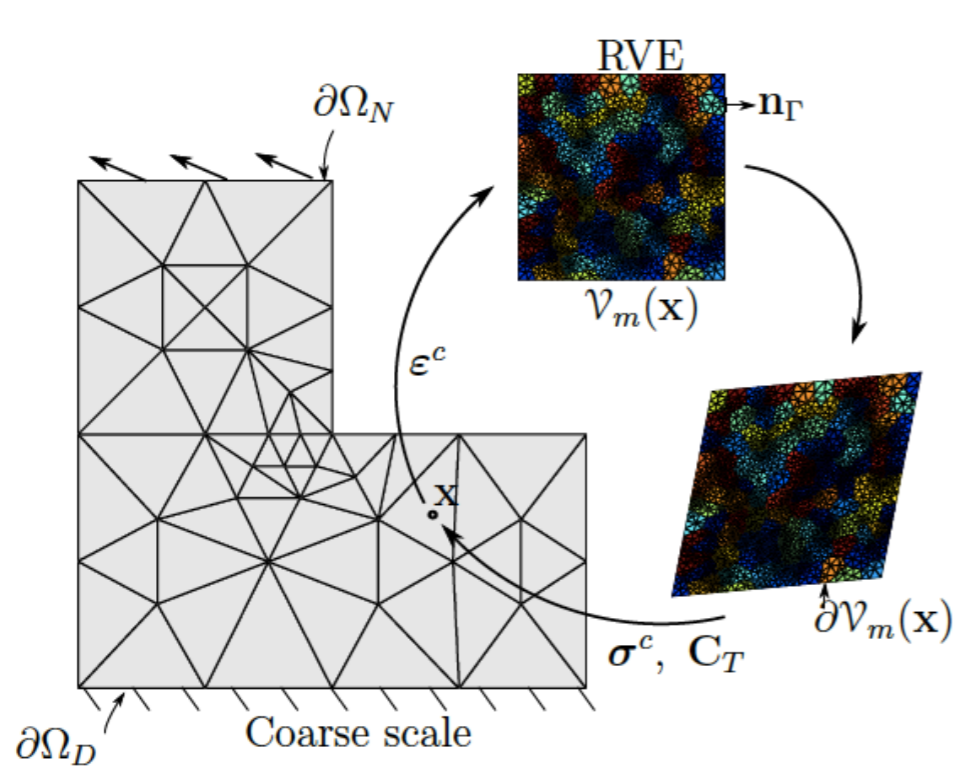 RVE
∂Ω_N
n_Γ
𝒱_m(x)
ε^c
x
∂𝒱_m(x)
σ^c, C_T
Coarse scale
∂Ω_D